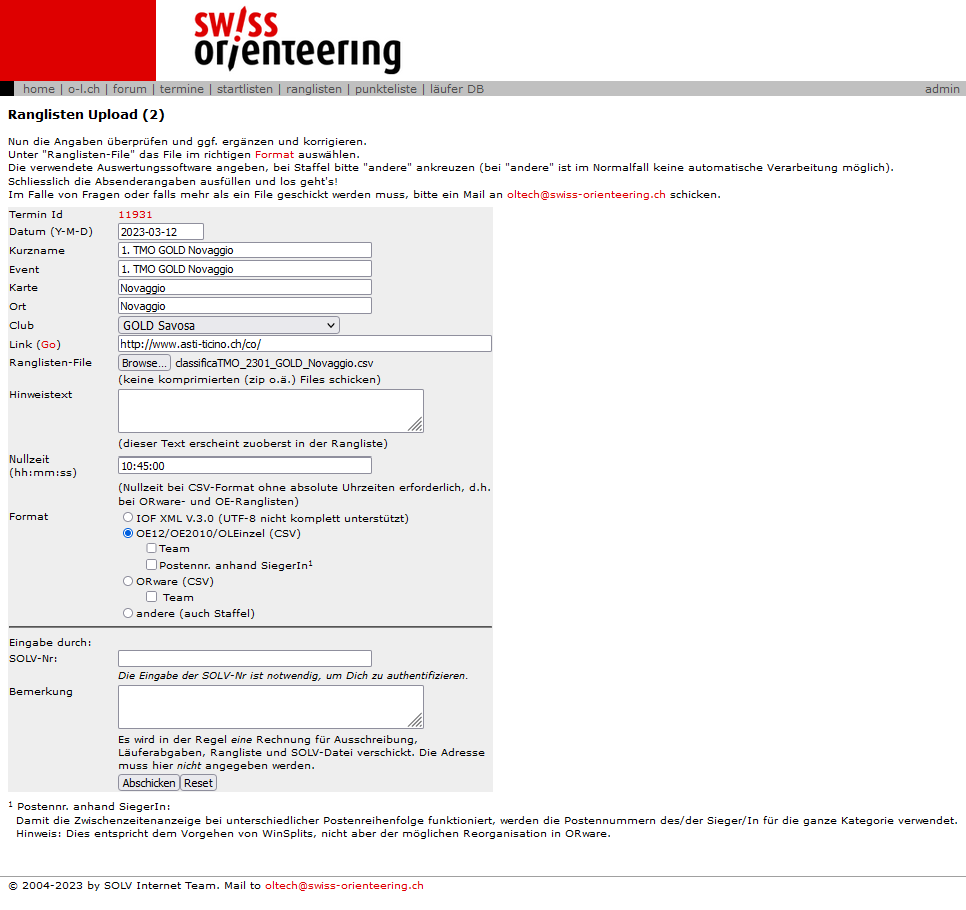 swiss
orienteering
home | o-l.ch | forum | termine | startlisten | ranglisten | punkteliste | läufer DB admin
Ranglisten Upload (2)
Nun die Angaben überprüfen und ggf. ergänzen und korrigieren.
Unter "Ranglisten-File" das File im richtigen Format auswählen.
Die verwendete Auswertungssoftware angeben, bei Staffel bitte "andere" ankreuzen (bei "andere" ist im Normalfall keine automatische Verarbeitung möglich).
Schliesslich die Absenderangaben ausfüllen und los geht's!
Im Falle von Fragen oder falls mehr als ein File geschickt werden muss, bitte ein Mail an oltech@swiss-orienteering.ch schicken.
Termin Id 11931
Datum (Y-M-D) 2023-03-12
Kurzname 1. TMO GOLD Novaggio
Event 1. TMO GOLD Novaggio
Karte Novaggio
Ort Novaggio
Club GOLD Savosa
Link (Go) http://www.asti-ticino.ch/co/
Ranglisten-File Browse... classificaTMO_2301_GOLD_Novaggio.csv
(keine komprimierten (zip o.ä.) Files schicken)
Hinweistext
(dieser Text erscheint zuoberst in der Rangliste)
Nullzeit
(hh:mm:ss) 10:45:00
(Nullzeit bei CSV-Format ohne absolute Uhrzeiten erforderlich, d.h.
bei ORware- und OE-Ranglisten)
Format IOF XML V.3.0 (UTF-8 nicht komplett unterstützt)
OE12/OE2010/OLEinzel (CSV)
Team
Postennr. anhand SiegerIn¹
ORware (CSV)
Team
andere (auch Staffel)
Eingabe durch:
SOLV-Nr:
Die Eingabe der SOLV-Nr ist notwendig, um Dich zu authentifizieren.
Bemerkung
Es wird in der Regel eine Rechnung für Ausschreibung,
Läuferabgaben, Rangliste und SOLV-Datei verschickt. Die Adresse
muss hier nicht angegeben werden.
Abschicken Reset
¹ Postennr. anhand SiegerIn:
Damit die Zwischenzeitenanzeige bei unterschiedlicher Postenreihenfolge funktioniert, werden die Postennummern des/der Sieger/In für die ganze Kategorie verwendet.
Hinweis: Dies entspricht dem Vorgehen von WinSplits, nicht aber der möglichen Reorganisation in ORware.
© 2004-2023 by SOLV Internet Team. Mail to oltech@swiss-orienteering.ch